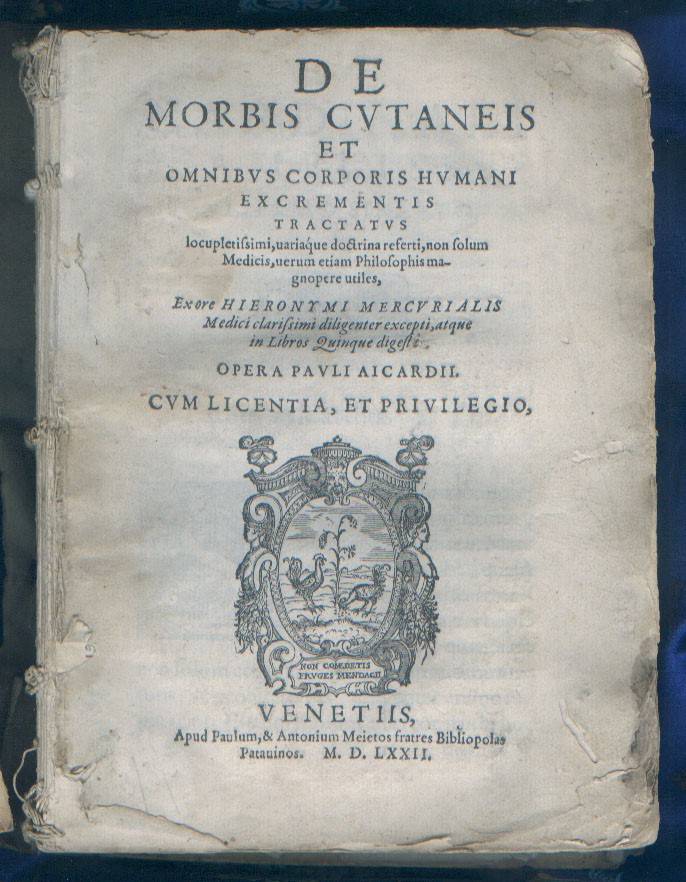 DE
MORBIS CVTANEIS
ET
OMNIBVS CORPORIS HVMANI
EXCREMENTIS
TRACTATVS
locupletiſsimi,uariaque doctrina referti,non ſolum
Medicis,uerum etiam Philoſophis ma-
gnopere utiles,
Ex ore HIERONYMI MERCVRIALIS
Medici clariſsimi diligenter excepti,atque
in Libros Quinque digeſti.
OPERA PAVLI AICARDII.
CVM LICENTIA, ET PRIVILEGIO,
NON COMEDETIS
FRVGES MENDACII
VENETIIS,
Apud Paulum,& Antonium Meietos fratres Bibliopolas
Patauinos. M. D. LXXII.